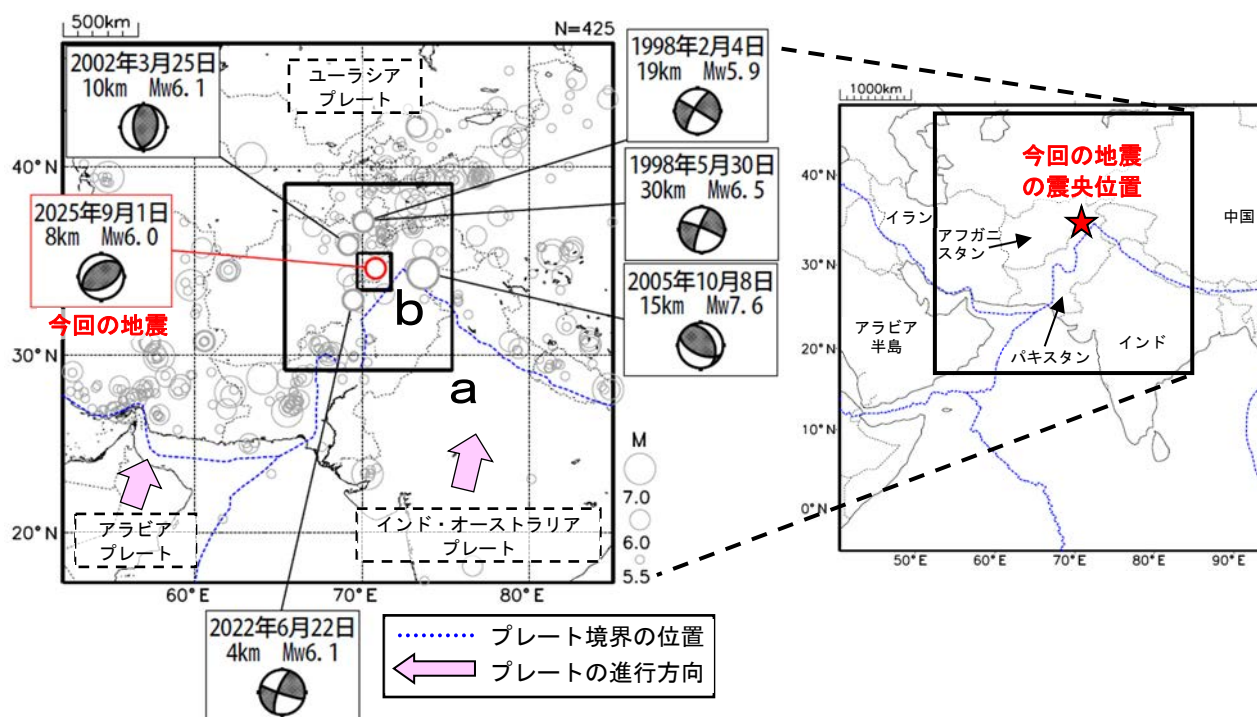 500km
N=425
2002年3月25日
10km Mw6.1
ユーラシア
プレート
1998年2月4日
19km Mw5.9
1998年5月30日
30km Mw6.5
2005年10月8日
15km Mw7.6
2025年9月1日
8km Mw6.0
今回の地震
40°N
30°N
20°N
b
a
M
7.0
6.0
5.5
アラビア
プレート
インド・オーストラリア
プレート
60°E
70°E
80°E
2022年6月22日
4km Mw6.1
プレート境界の位置
プレートの進行方向
1000km
今回の地震
の震央位置
40°N
30°N
20°N
10°N
0°N
イラン
中国
アフガニ
スタン
アラビア
半島
パキスタン
インド
50°E
60°E
70°E
80°E
90°E